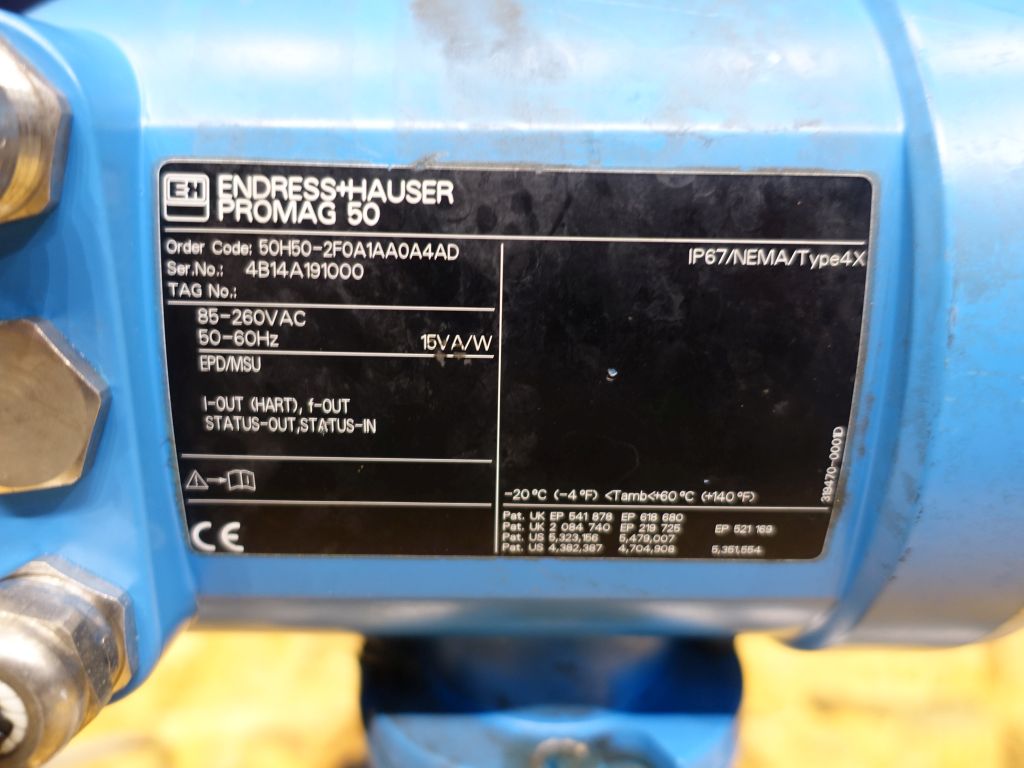 E+H ENDRESS+HAUSER
PROMAG 50
Order Code: 50H50-2F0A1AA0A4AD
Ser.No.: 4B14A191000
TAG No.:
IP67/NEMA/Type4X
85-260VAC
50-60Hz 15VA/W
EPD/MSU
I-OUT (HART), f-OUT
STATUS-OUT,STATUS-IN
CE
-20°C (-4°F) <Tamb<+60°C (+140°F)
Pat. UK EP 541 878 EP 618 680
Pat. UK 2 084 740 EP 219 725 EP 521 169
Pat. US 5,323,156 5,479,007
Pat. US 4,382,387 4,704,908 5,351,554
319470-0001D